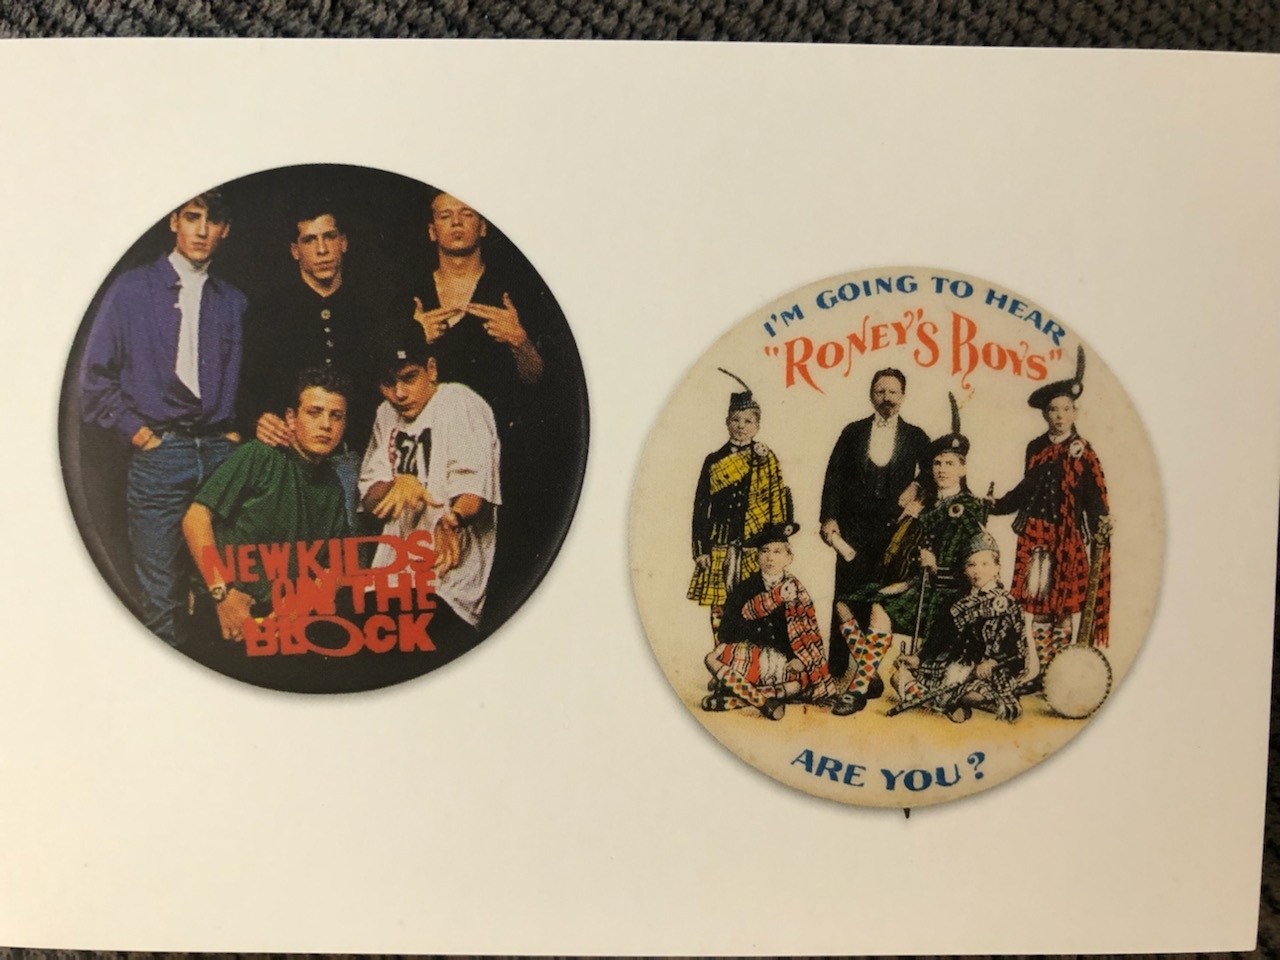 NEW KIDS
ON THE
BLOCK
I'M GOING TO HEAR
"RONEY'S BOYS"
ARE YOU?